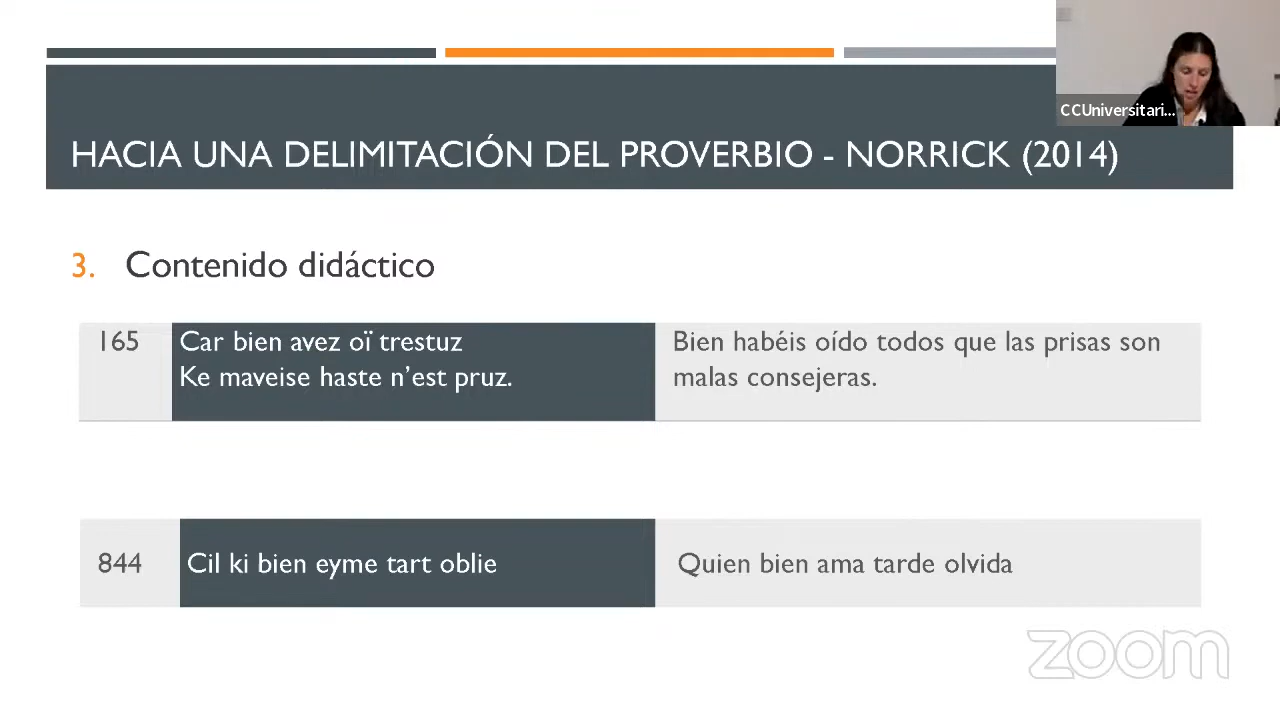 CCUniversitari...
HACIA UNA DELIMITACIÓN DEL PROVERBIO - NORRICK (2014)
3. Contenido didáctico
165 Car bien avez oï trestuz Bien habéis oído todos que las prisas son
Ke maveise haste n'est pruz. malas consejeras.
844 Cil ki bien eyme tart oblie Quien bien ama tarde olvida
zoom